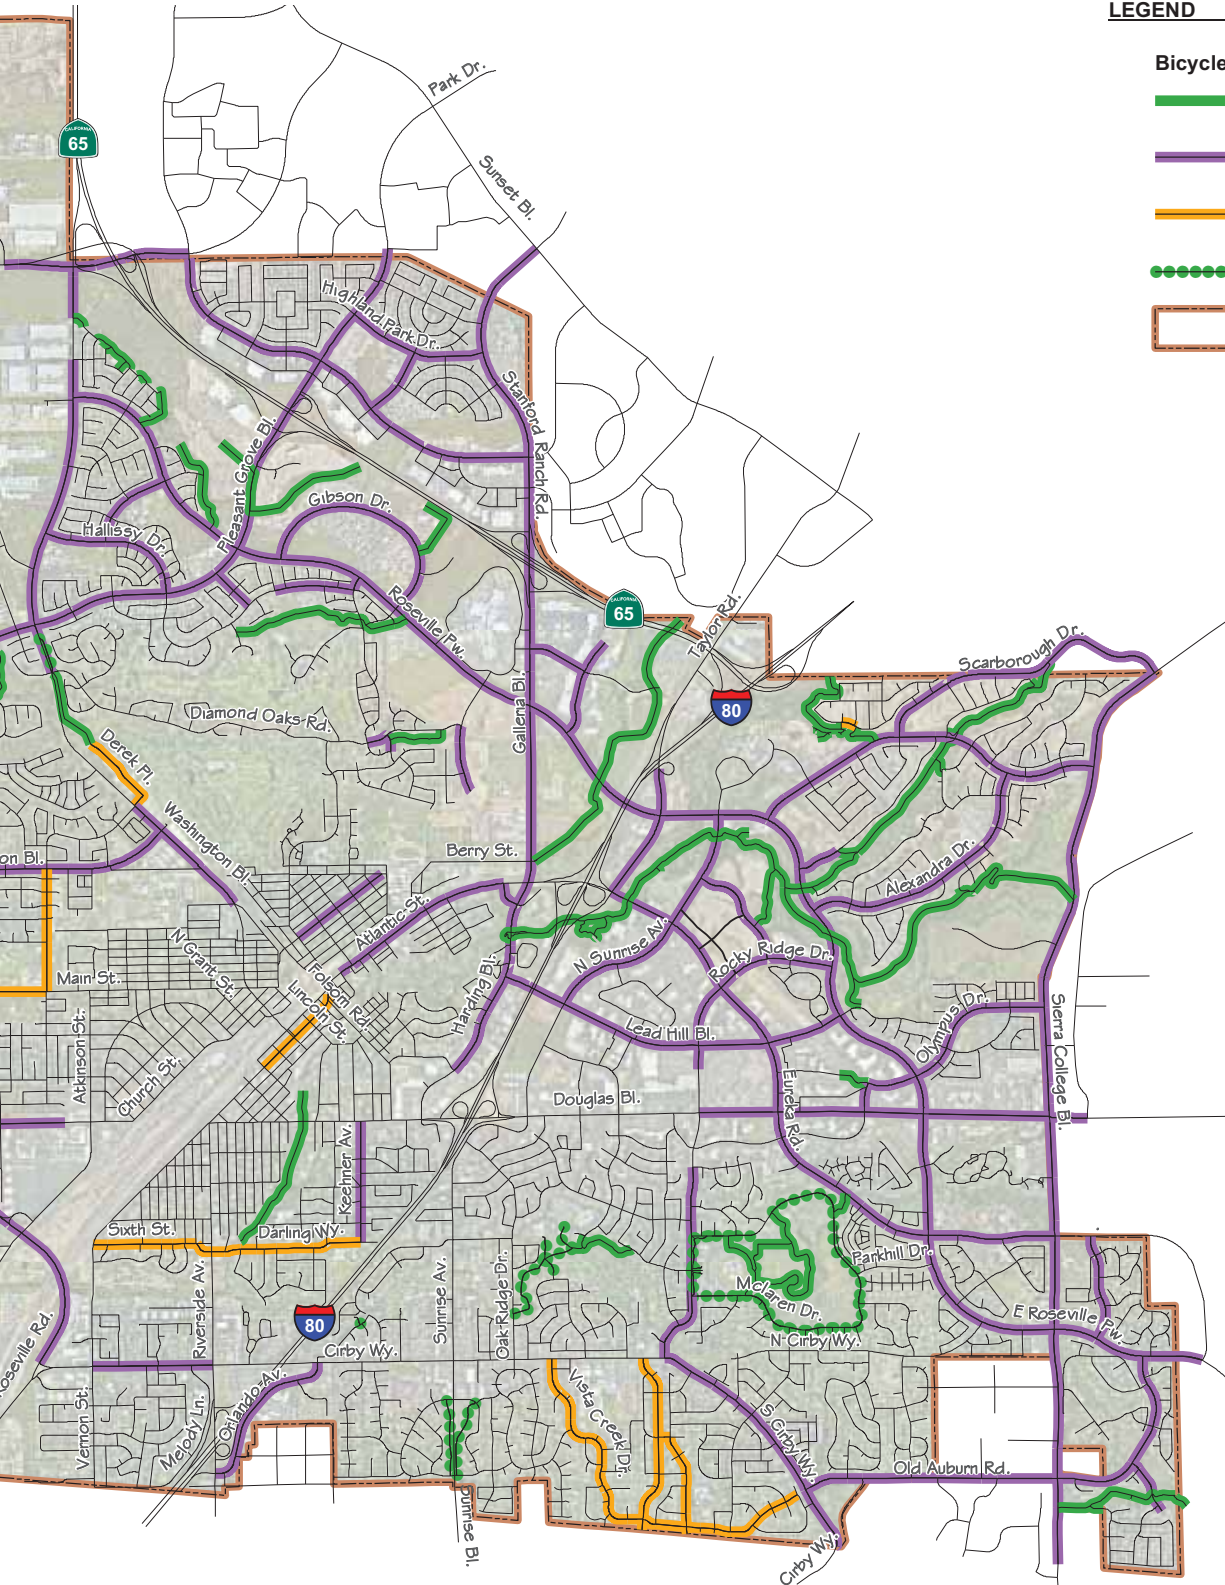 LEGEND
Bicycle
Park Dr.
CALIFORNIA
65
Sunset Bl.
Highland Park Dr.
Stanford Ranch Rd.
Pleasant Grove Bl.
Gibson Dr.
Hallissy Dr.
Roseville Pw.
CALIFORNIA
65
Taylor Rd.
Scarborough Dr.
80
Galleria Bl.
Diamond Oaks Rd.
Derek Pl.
Washington Bl.
Berry St.
on Bl.
Alexandra Dr.
Atlantic St.
N Grant St.
N Sunrise Av.
Rocky Ridge Dr.
Main St.
Folsom Rd.
Lincoln St.
Harding Bl.
Lead Hill Bl.
Olympus Dr.
Sierra College Bl.
Atkinson St.
Church St.
Douglas Bl.
Eureka Rd.
Keehner Av.
Sixth St.
Darling Wy.
Parkhill Dr.
Mclaren Dr.
N Cirby Wy.
E Roseville Pw.
Riverside Av.
Sunrise Av.
Oak Ridge Dr.
80
Cirby Wy.
Roseville Rd.
Vernon St.
Melody Ln.
Orlando Av.
Vista Creek Dr.
S Cirby Wy.
Old Auburn Rd.
Sunrise Bl.
Cirby Wy.